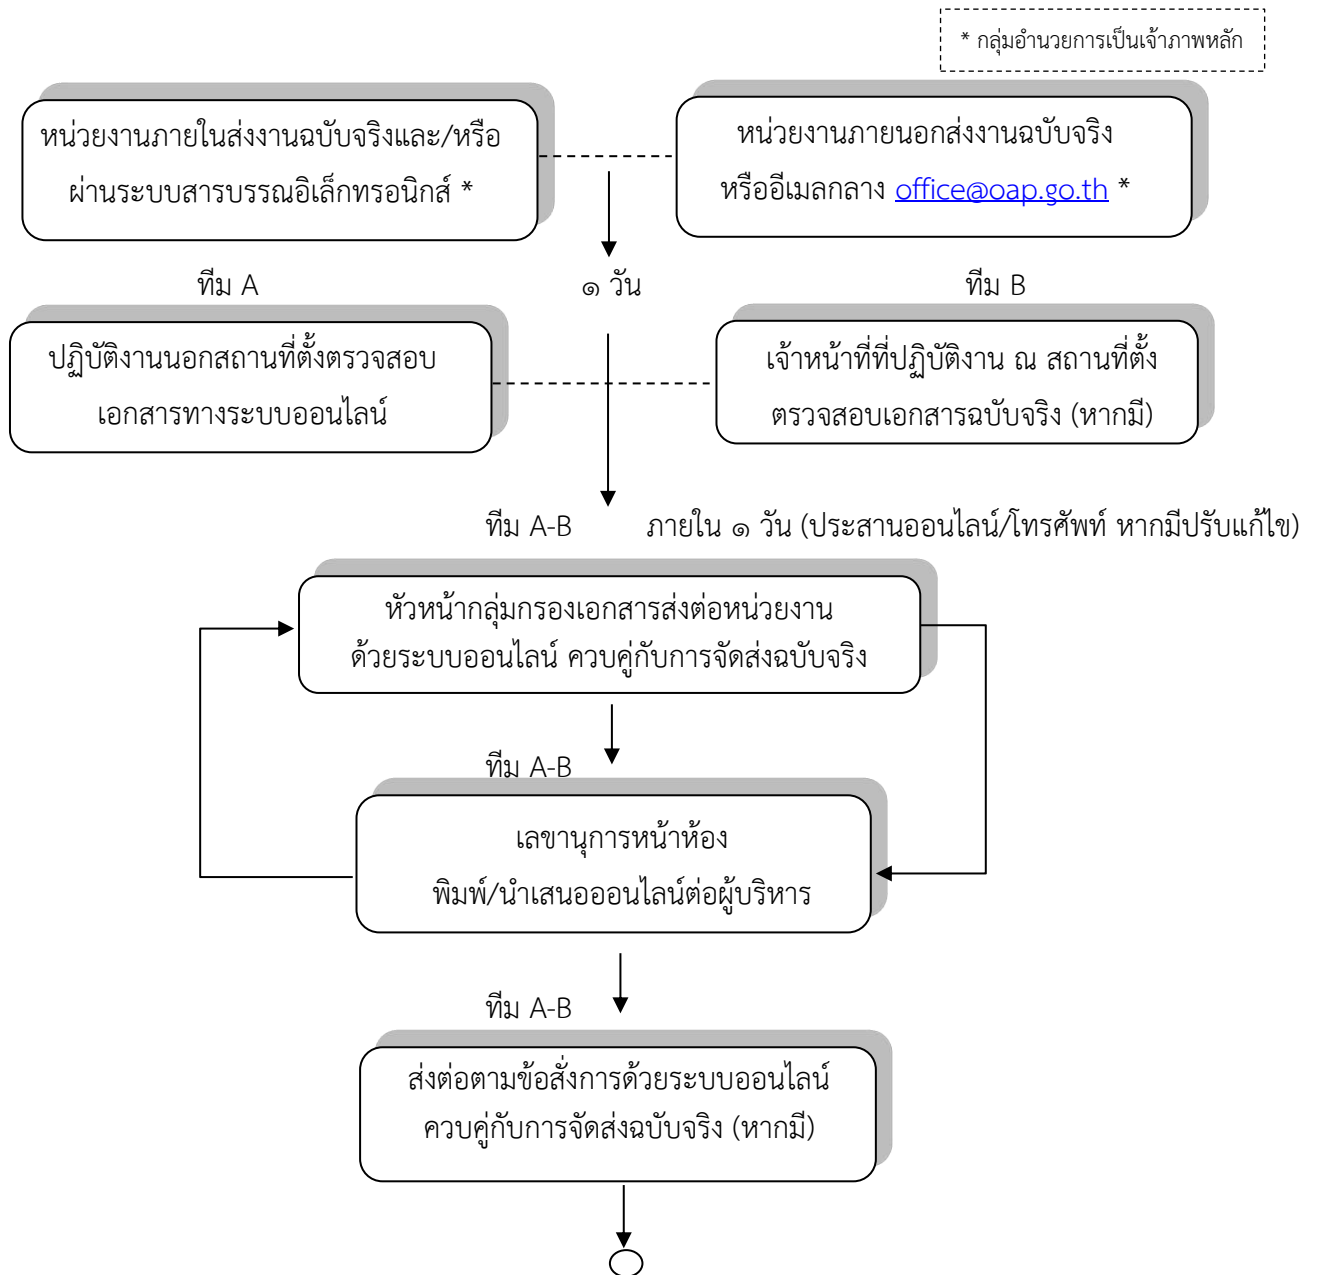 * กลุ่มอำนวยการเป็นเจ้าภาพหลัก
หน่วยงานภายในส่งงานฉบับจริงและ/หรือ
ผ่านระบบสารบรรณอิเล็กทรอนิกส์ *
หน่วยงานภายนอกส่งงานฉบับจริง
หรืออีเมลกลาง office@oap.go.th *
ทีม A
๑ วัน
ทีม B
ปฏิบัติงานนอกสถานที่ตั้งตรวจสอบ
เอกสารทางระบบออนไลน์
เจ้าหน้าที่ที่ปฏิบัติงาน ณ สถานที่ตั้ง
ตรวจสอบเอกสารฉบับจริง (หากมี)
ทีม A-B ภายใน ๑ วัน (ประสานออนไลน์/โทรศัพท์ หากมีปรับแก้ไข)
หัวหน้ากลุ่มกรองเอกสารส่งต่อหน่วยงาน
ด้วยระบบออนไลน์ ควบคู่กับการจัดส่งฉบับจริง
ทีม A-B
เลขานุการหน้าห้อง
พิมพ์/นำเสนอออนไลน์ต่อผู้บริหาร
ทีม A-B
ส่งต่อตามข้อสั่งการด้วยระบบออนไลน์
ควบคู่กับการจัดส่งฉบับจริง (หากมี)